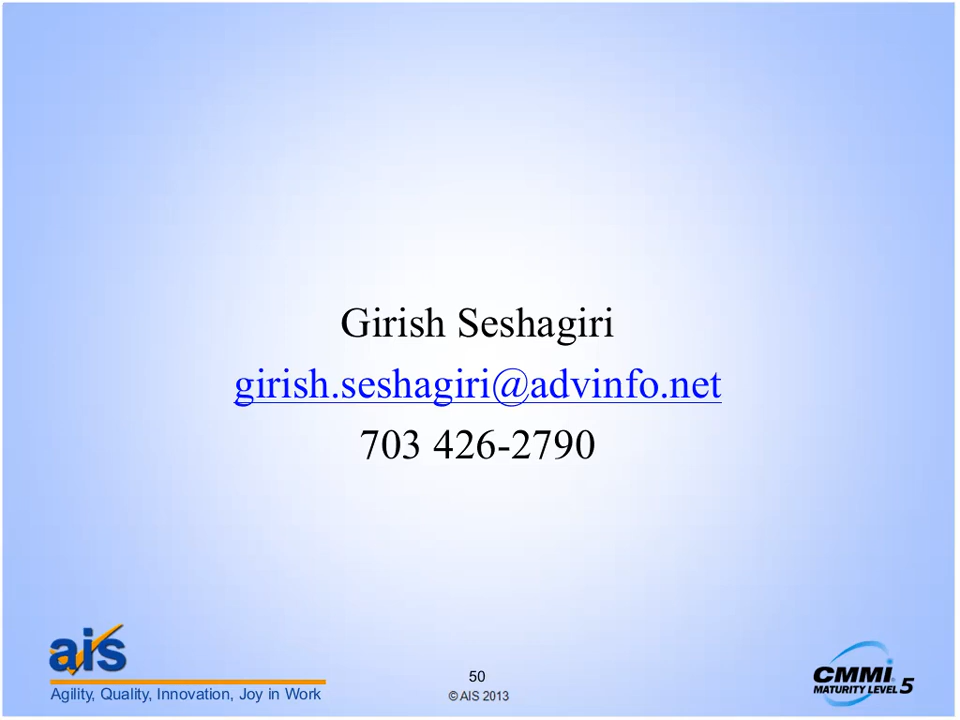 Girish Seshagiri
girish.seshagiri@advinfo.net
703 426-2790
ais
Agility, Quality, Innovation, Joy in Work
50
© AIS 2013
CMMI
MATURITY LEVEL 5